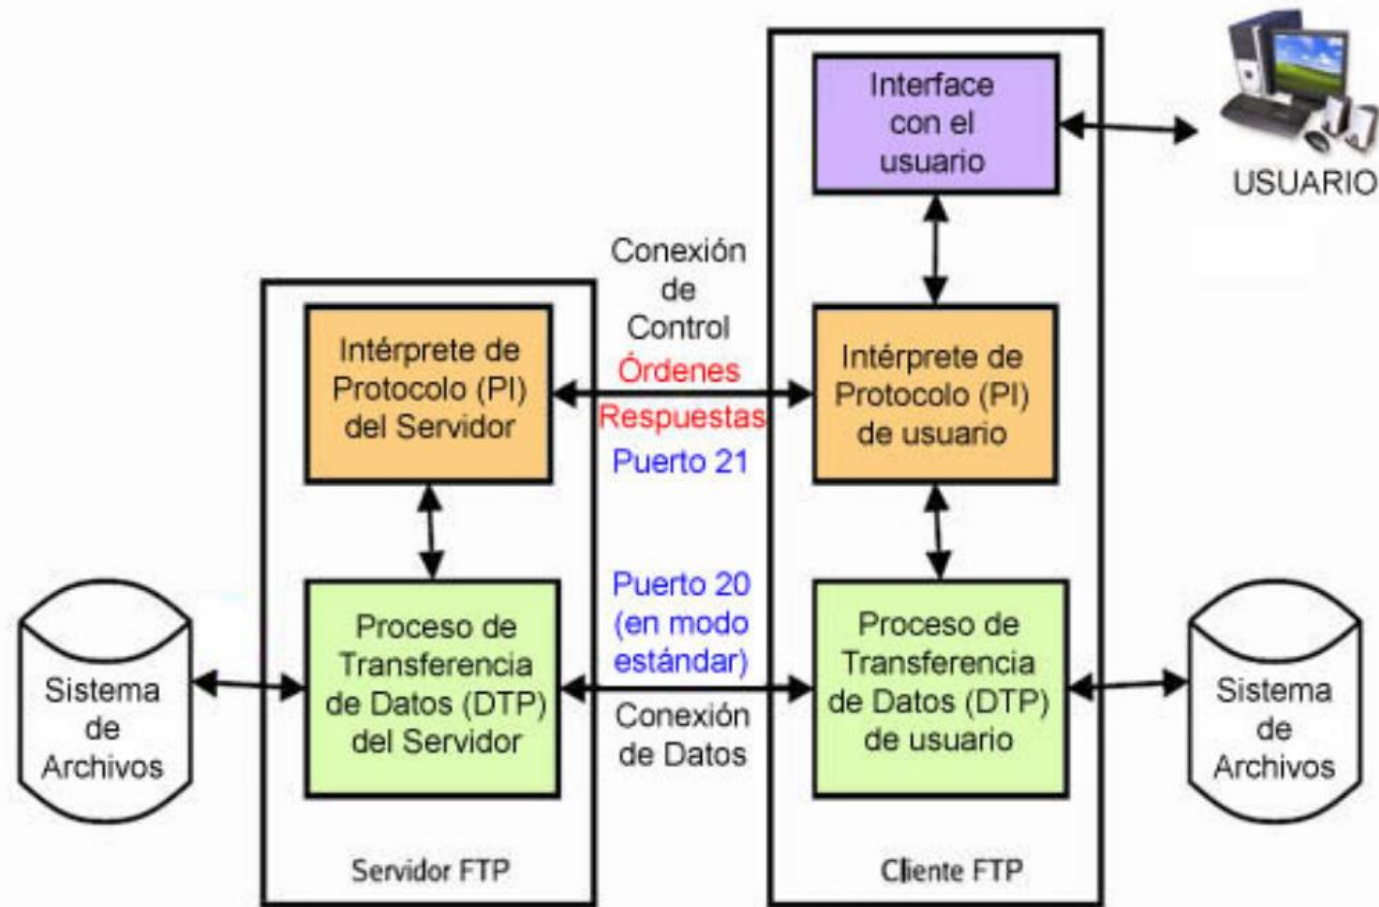 Interface
con el
usuario
USUARIO
Conexión
de
Control
Órdenes
Respuestas
Puerto 21
Intérprete de
Protocolo (PI)
del Servidor
Intérprete de
Protocolo (PI)
de usuario
Puerto 20
(en modo
estándar)
Conexión
de Datos
Sistema
de
Archivos
Proceso de
Transferencia
de Datos (DTP)
del Servidor
Proceso de
Transferencia
de Datos (DTP)
de usuario
Sistema
de
Archivos
Servidor FTP
Cliente FTP